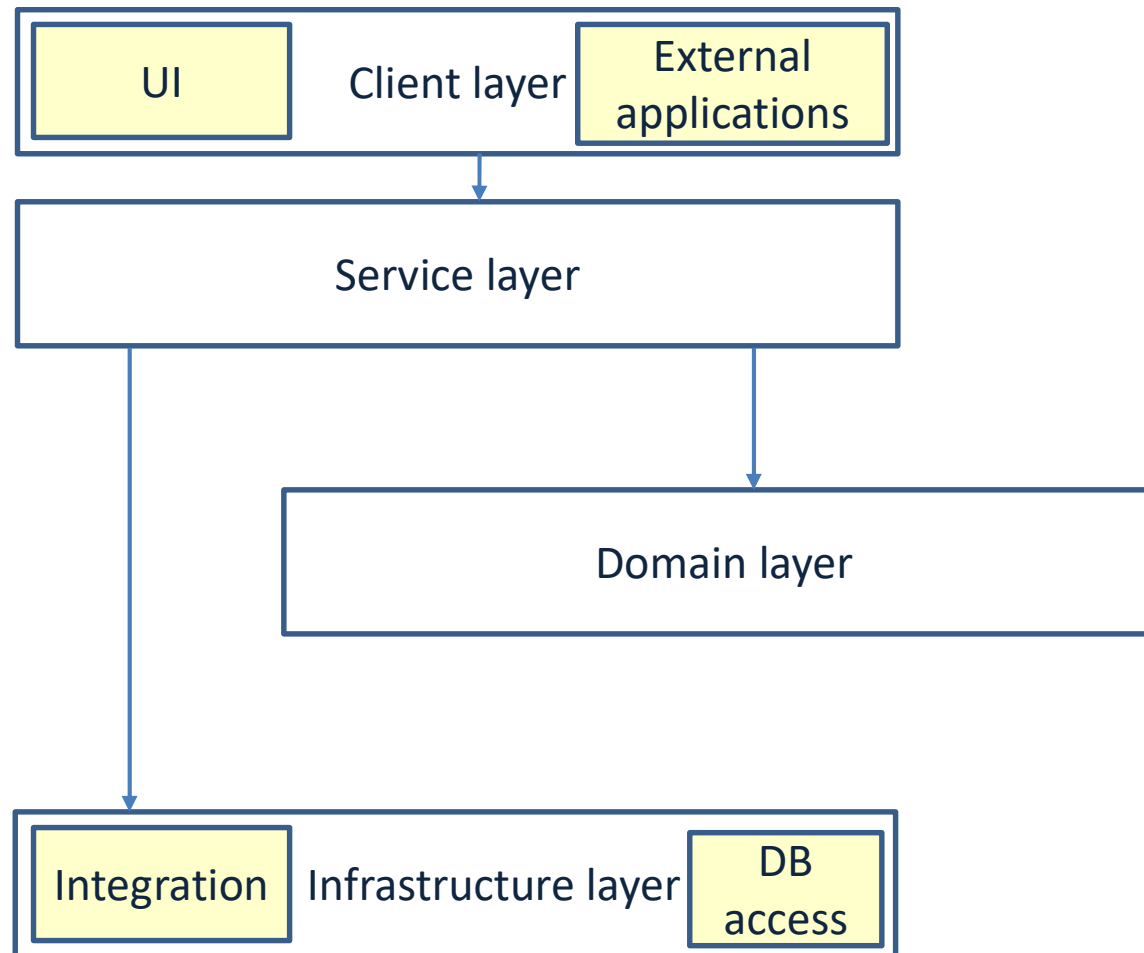 UI
Client layer
External
applications
Service layer
Domain layer
Integration
Infrastructure layer
DB
access